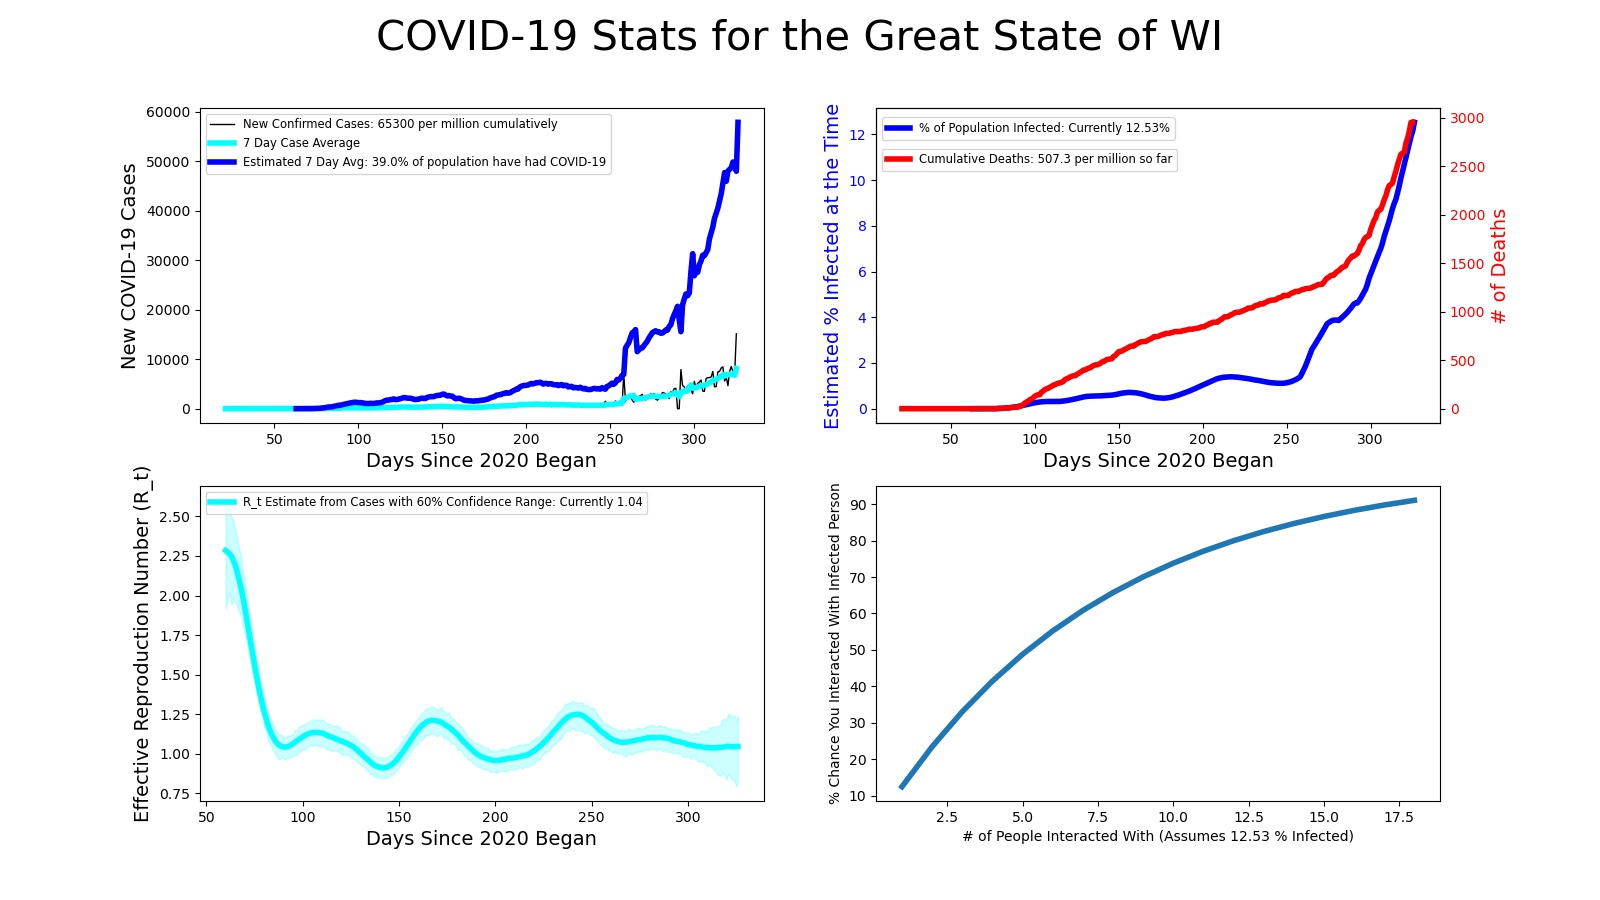 COVID-19 Stats for the Great State of WI
New COVID-19 Cases
60000
50000
40000
30000
20000
10000
0
New Confirmed Cases: 65300 per million cumulatively
7 Day Case Average
Estimated 7 Day Avg: 39.0% of population have had COVID-19
50 100 150 200 250 300
Days Since 2020 Began
Estimated % Infected at the Time
12
10
8
6
4
2
0
% of Population Infected: Currently 12.53%
Cumulative Deaths: 507.3 per million so far
3000
2500
2000
1500
1000
500
0
# of Deaths
50 100 150 200 250 300
Days Since 2020 Began
Effective Reproduction Number (R_t)
2.50
2.25
2.00
1.75
1.50
1.25
1.00
0.75
R_t Estimate from Cases with 60% Confidence Range: Currently 1.04
50 100 150 200 250 300
Days Since 2020 Began
% Chance You Interacted With Infected Person
90
80
70
60
50
40
30
20
10
2.5 5.0 7.5 10.0 12.5 15.0 17.5
# of People Interacted With (Assumes 12.53 % Infected)